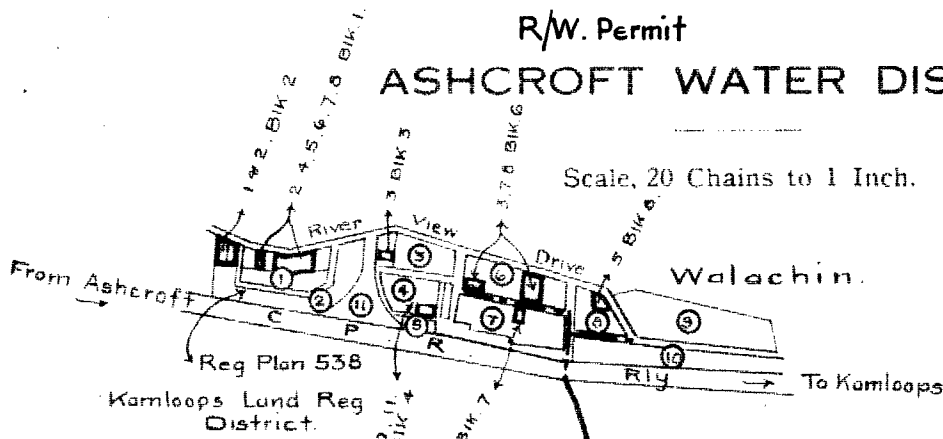 R/W. Permit
ASHCROFT WATER DIS
Scale, 20 Chains to 1 Inch.
1 & 2. Blk 2
2 4. 5. 6. 7. 8 Blk. 1.
3 Blk 3
3. 7 8 Blk. 6
5 Blk 8.
River View Drive
Walachin.
From Ashcroft
1
2
11
3
4
5
6
7
8
9
10
C P R Rly
To Kamloops
Reg Plan 538
Kamloops Land Reg
District.
11.
Blk 4
Blk. 7